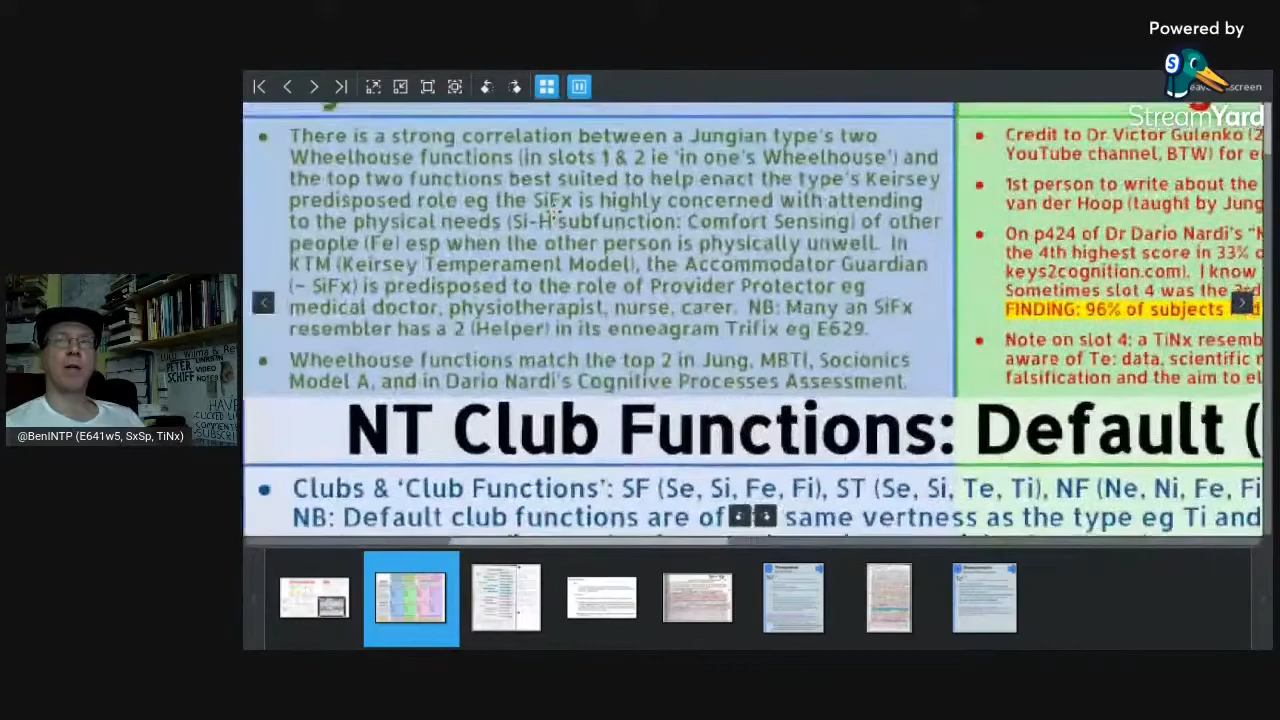 Powered by
StreamYard
There is a strong correlation between a Jungian type's two
Wheelhouse functions (in slots 1 & 2 ie 'in one's Wheelhouse') and
the top two functions best suited to help enact the type's Keirsey
predisposed role eg the SiFx is highly concerned with attending
to the physical needs (Si-H subfunction: Comfort Sensing) of other
people (Fe) esp when the other person is physically unwell. In
KTM (Keirsey Temperament Model), the Accommodator Guardian
(~ SiFx) is predisposed to the role of Provider Protector eg
medical doctor, physiotherapist, nurse, carer. NB: Many an SiFx
resembler has a 2 (Helper) in its enneagram Trifix eg E629.
Wheelhouse functions match the top 2 in Jung, MBTI, Socionics
Model A, and in Dario Nardi's Cognitive Processes Assessment.
Credit to Dr Victor Gulenko (2
YouTube channel, BTW) for e
1st person to write about the
van der Hoop (taught by Jung
On p424 of Dr Dario Nardi's "
the 4th highest score in 33% o
keys2cognition.com). I know
Sometimes slot 4 was the 3rd
FINDING: 96% of subjects
Note on slot 4: a TiNx resemb
aware of Te: data, scientific
falsification and the aim to el
NT Club Functions: Default (
Clubs & 'Club Functions': SF (Se, Si, Fe, Fi), ST (Se, Si, Te, Ti), NF (Ne, Ni, Fe, Fi
NB: Default club functions are of same vertness as the type eg Ti and
PETER
SCHIFF
VIDEO
NOTES
HAVE
@BenINTP (E641w5, SxSp, TiNx)